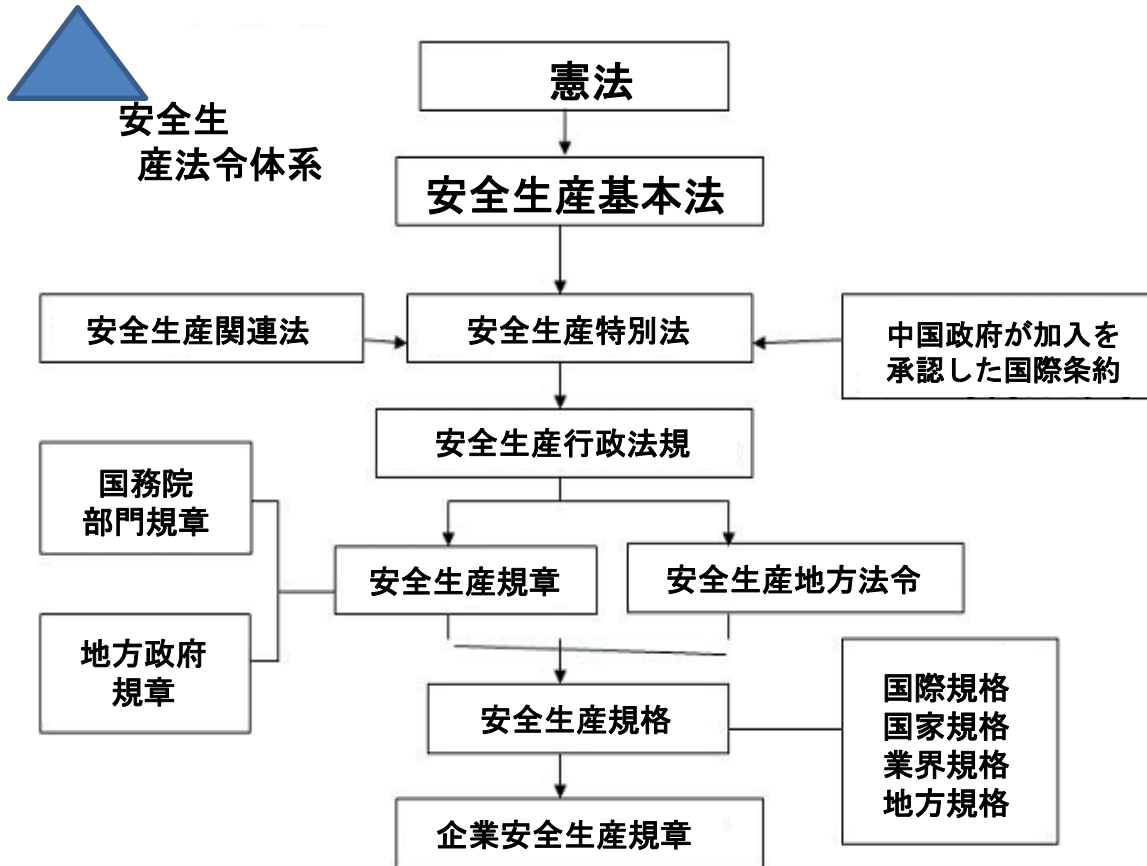 憲法
安全生
産法令体系
安全生産基本法
安全生産関連法
安全生産特別法
中国政府が加入を
承認した国際条約
安全生産行政法規
国務院
部門規章
安全生産規章
安全生産地方法令
地方政府
規章
安全生産規格
国際規格
国家規格
業界規格
地方規格
企業安全生産規章